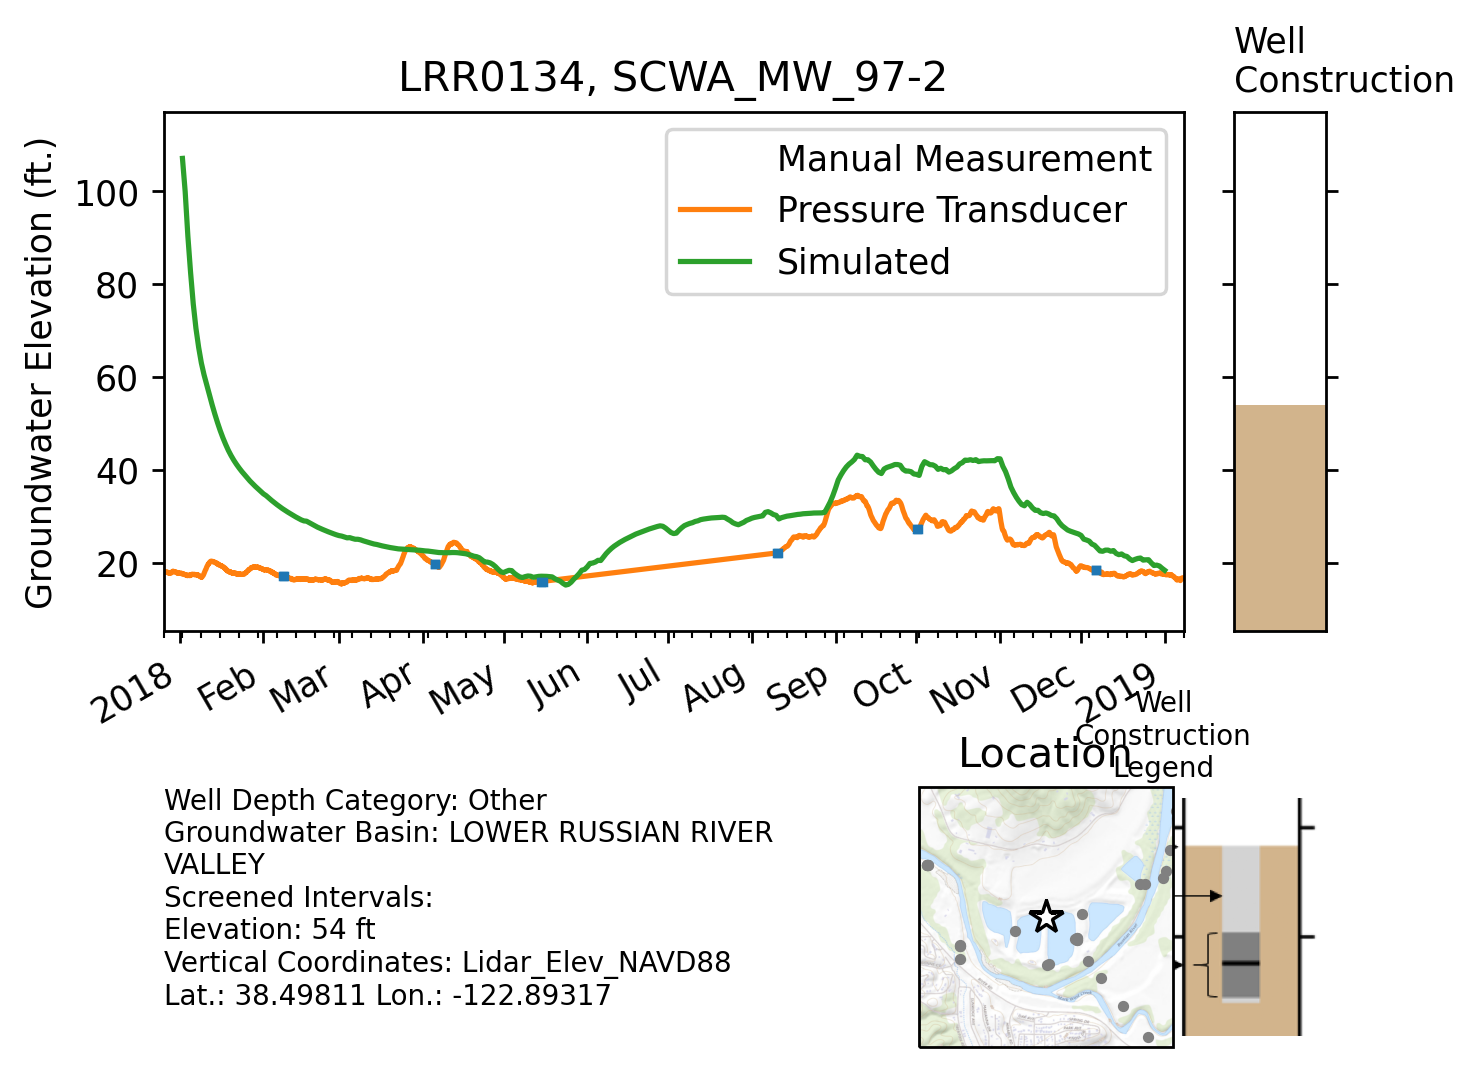 Well
Construction
LRR0134, SCWA_MW_97-2
Groundwater Elevation (ft.)
100
80
60
40
20
Manual Measurement
Pressure Transducer
Simulated
2018
Feb
Mar
Apr
May
Jun
Jul
Aug
Sep
Oct
Nov
Dec
2019
Well
Construction
Legend
Location
Well Depth Category: Other
Groundwater Basin: LOWER RUSSIAN RIVER
VALLEY
Screened Intervals:
Elevation: 54 ft
Vertical Coordinates: Lidar_Elev_NAVD88
Lat.: 38.49811 Lon.: -122.89317